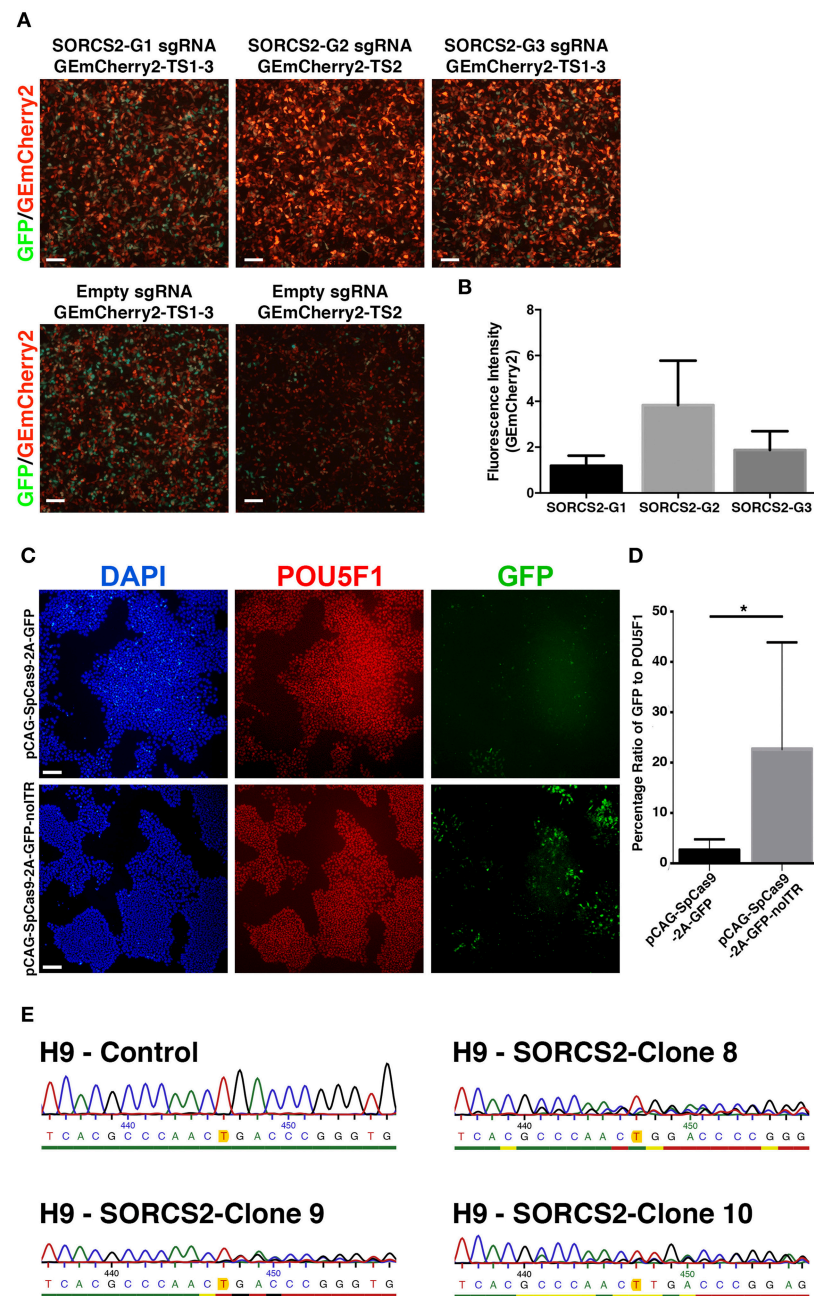 A
SORCS2-G1 sgRNA
GEmCherry2-TS1-3
SORCS2-G2 sgRNA
GEmCherry2-TS2
SORCS2-G3 sgRNA
GEmCherry2-TS1-3
GFP/GEmCherry2
Empty sgRNA
GEmCherry2-TS1-3
Empty sgRNA
GEmCherry2-TS2
GFP/GEmCherry2
B
Fluorescence Intensity
(GEmCherry2)
8
6
4
2
0
SORCS2-G1
SORCS2-G2
SORCS2-G3
C
DAPI
POU5F1
GFP
pCAG-SpCas9-2A-GFP
pCAG-SpCas9-2A-GFP-noITR
D
Percentage Ratio of GFP to POU5F1
50
40
30
20
10
0
*
pCAG-SpCas9
-2A-GFP
pCAG-SpCas9
-2A-GFP-noITR
E
H9 - Control
440
450
T C A C G C C C A A C T G A C C C G G G T G
H9 - SORCS2-Clone 8
440
450
T C A C G C C C A A C T G G A C C C C G G G
H9 - SORCS2-Clone 9
440
450
T C A C G C C C A A C T G A C C C G G G T G
H9 - SORCS2-Clone 10
440
450
T C A C G C C C A A C T T G A C C C G G A G